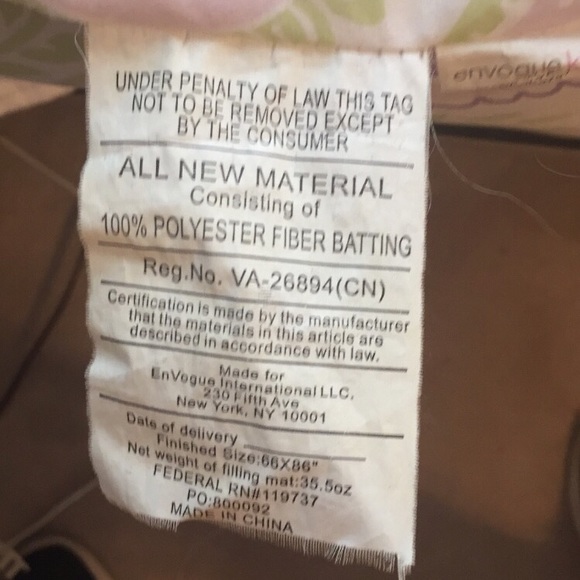 UNDER PENALTY OF LAW THIS TAG
NOT TO BE REMOVED EXCEPT
BY THE CONSUMER
ALL NEW MATERIAL
Consisting of
100% POLYESTER FIBER BATTING
Reg.No. VA-26894(CN)
Certification is made by the manufacturer
that the materials in this article are
described in accordance with law.
Made for
EnVogue International LLC.
230 Fifth Ave
New York, NY 10001
Date of delivery
Finished Size:66X86"
Net weight of filling mat:35.5oz
FEDERAL RN#119737
PO:800092
MADE IN CHINA
envogue